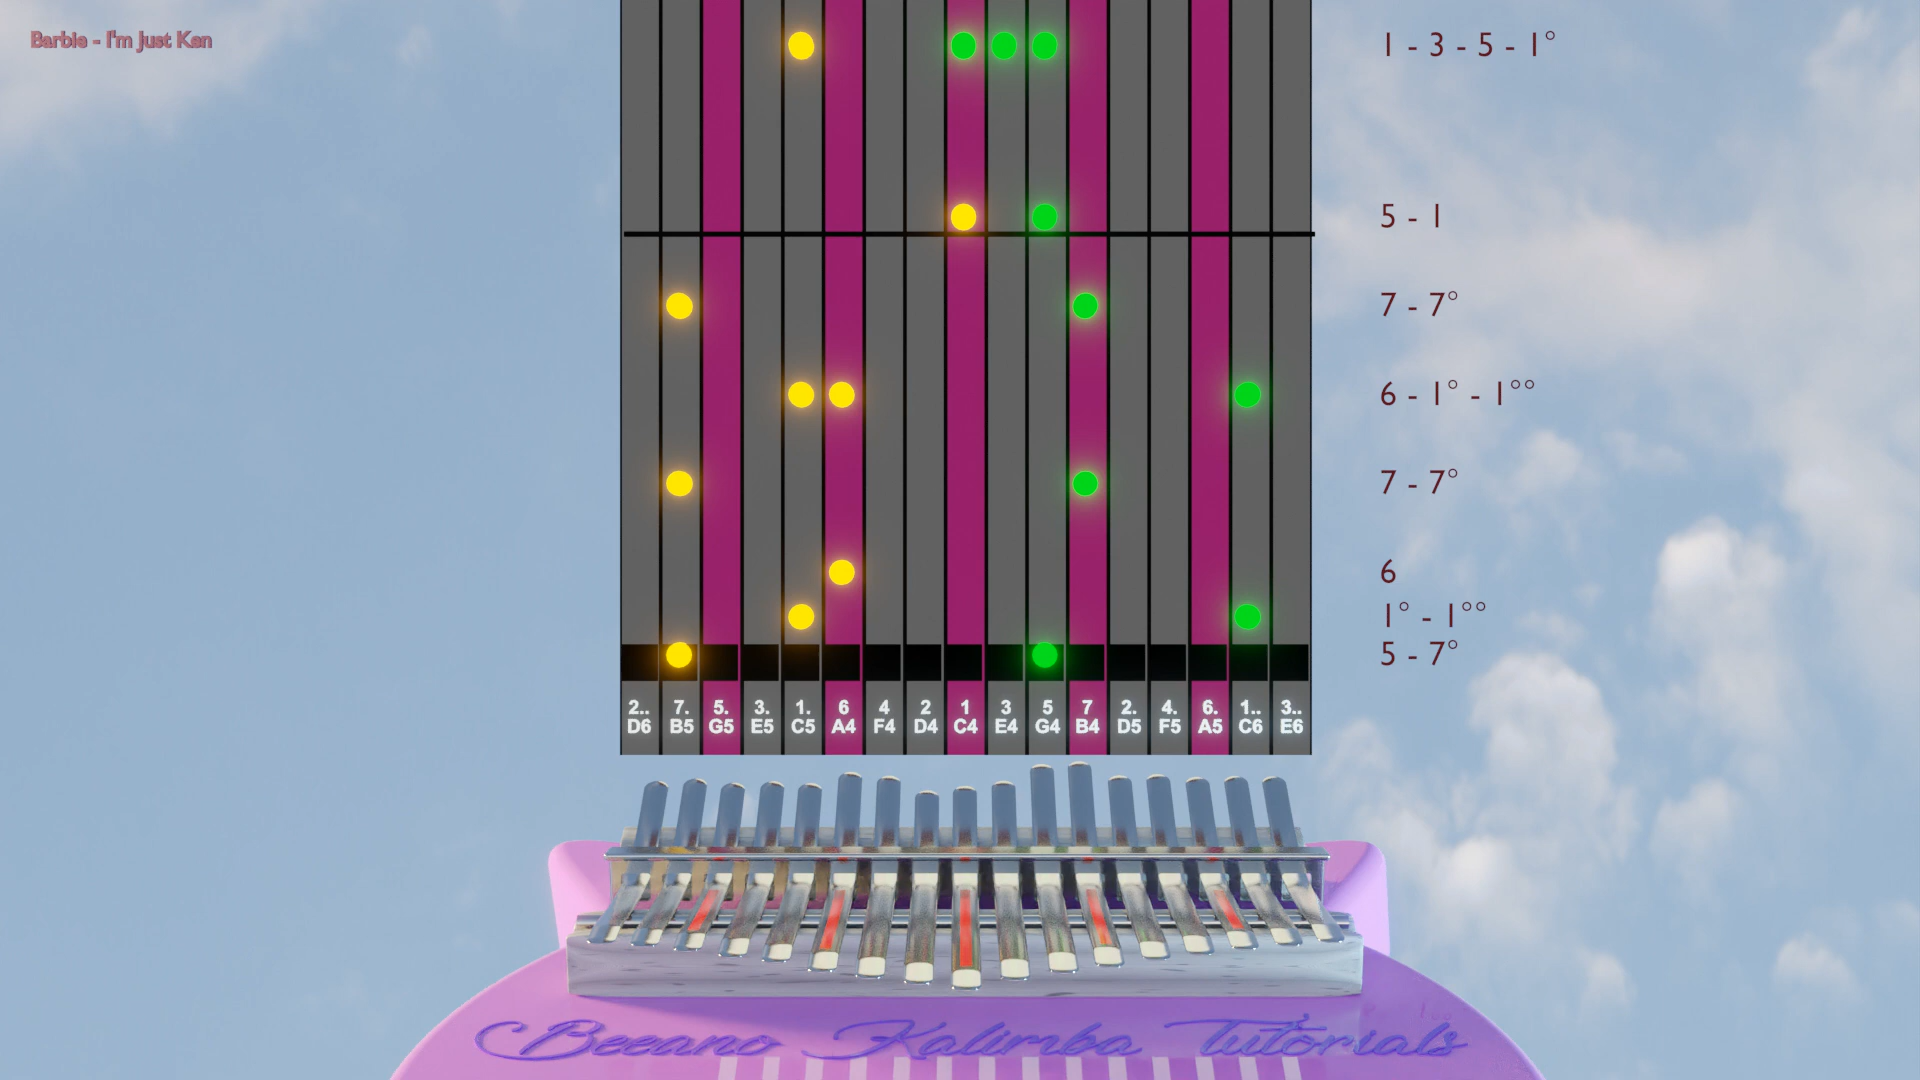 Barbie - I'm Just Ken
1 - 3 - 5 - 1°
5 - 1
7 - 7°
6 - 1° - 1°°
7 - 7°
6
1° - 1°°
5 - 7°
2.. 7. 5. 3. 1. 6 4 2 1 3 5 7 2. 4. 6. 1.. 3..
D6 B5 G5 E5 C5 A4 F4 D4 C4 E4 G4 B4 D5 F5 A5 C6 E6
Beeano Kalimba Tutorials